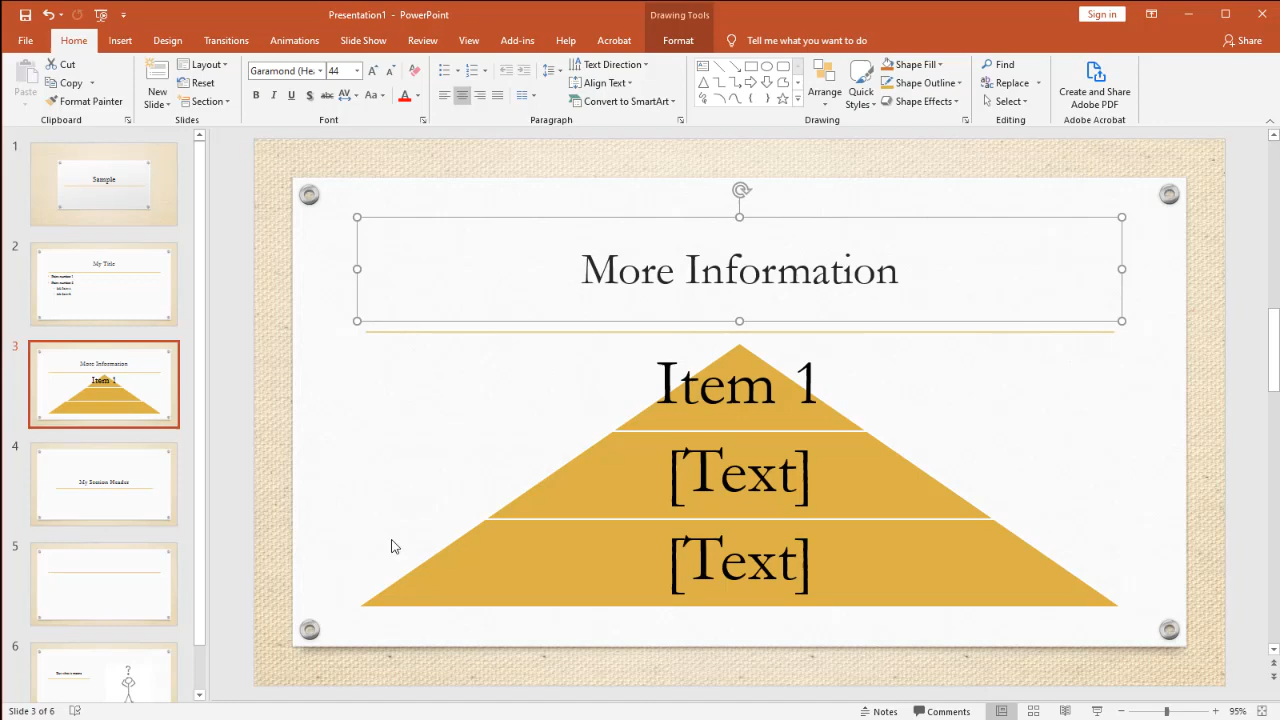 Presentation1 - PowerPoint
Drawing Tools
Sign in
File Home Insert Design Transitions Animations Slide Show Review View Add-ins Help Acrobat Format Tell me what you want to do Share
Paste
Cut
Copy
Format Painter
Clipboard
New Slide
Layout
Reset
Section
Slides
Garamond (He 44
B I U S abc AV Aa A
Font
Text Direction
Align Text
Convert to SmartArt
Paragraph
Arrange
Quick Styles
Shape Fill
Shape Outline
Shape Effects
Drawing
Find
Replace
Select
Editing
Create and Share
Adobe PDF
Adobe Acrobat
1
Sample
2
My Title
3
More Information
Item 1
4
5
6
More Information
Item 1
[Text]
[Text]
Slide 3 of 6
Notes
Comments
95%